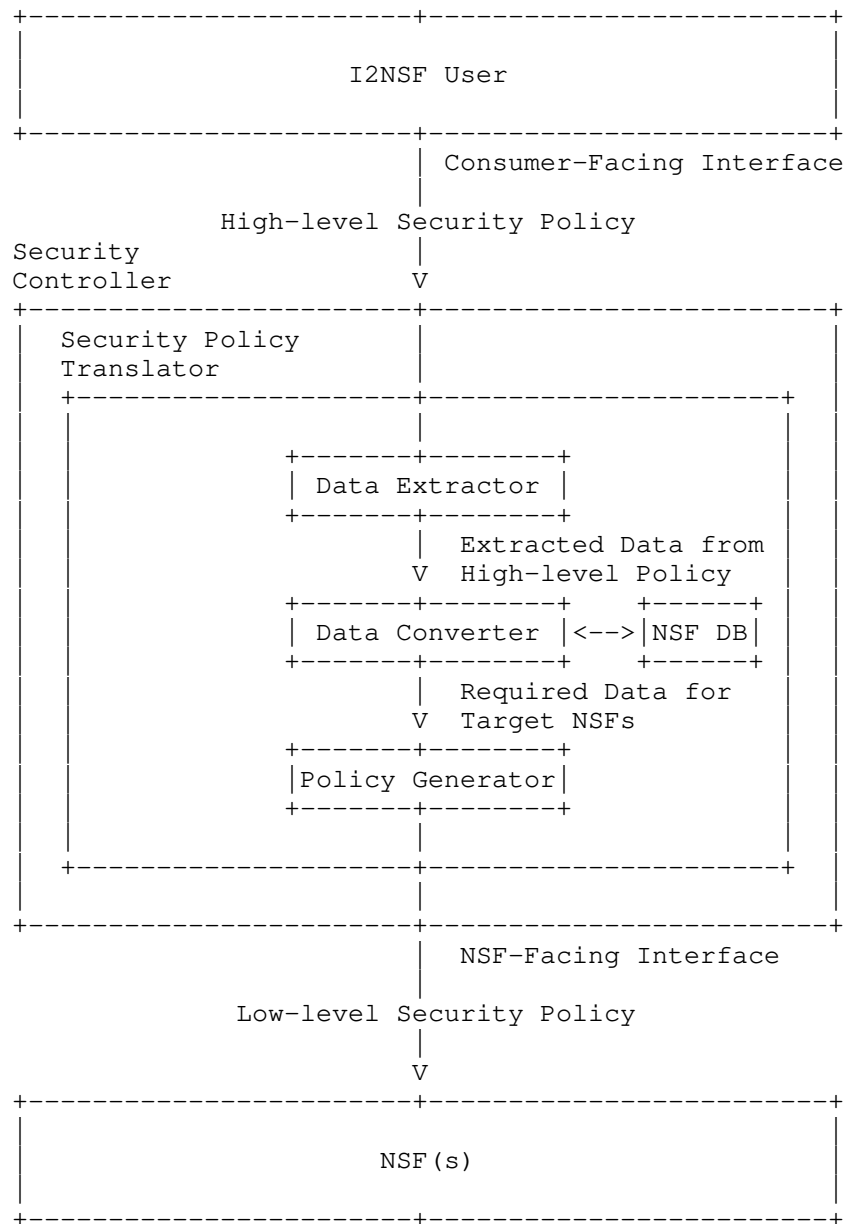 I2NSF User
Consumer-Facing Interface
High-level Security Policy
Security
Controller
V
Security Policy
Translator
Data Extractor
Extracted Data from
V High-level Policy
Data Converter <--> NSF DB
Required Data for
V Target NSFs
Policy Generator
NSF-Facing Interface
Low-level Security Policy
V
NSF(s)